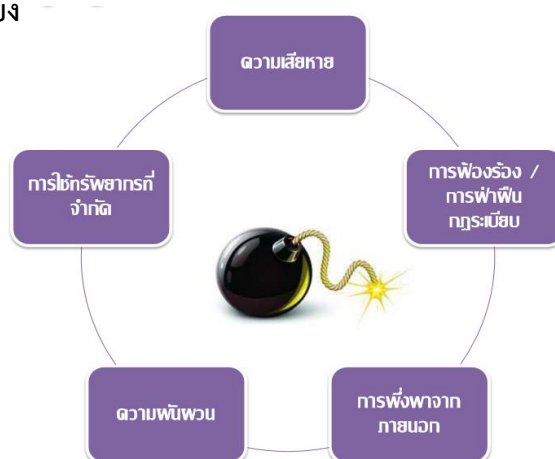 ความเสียหาย
การฟ้องร้อง /
การฝ่าฝืน
กฎระเบียบ
การพึ่งพาจาก
ภายนอก
ความผันผวน
การใช้ทรัพยากรที่
จำกัด